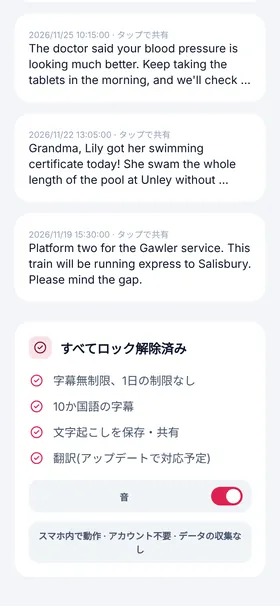 2026/11/25 10:15:00 · タップで共有
The doctor said your blood pressure is
looking much better. Keep taking the
tablets in the morning, and we'll check ...
2026/11/22 13:05:00 · タップで共有
Grandma, Lily got her swimming
certificate today! She swam the whole
length of the pool at Unley without ...
2026/11/19 15:30:00 · タップで共有
Platform two for the Gawler service. This
train will be running express to Salisbury.
Please mind the gap.
すべてロック解除済み
字幕無制限、1日の制限なし
10か国語の字幕
文字起こしを保存・共有
翻訳(アップデートで対応予定)
音
スマホ内で動作 · アカウント不要 · データの収集な
し